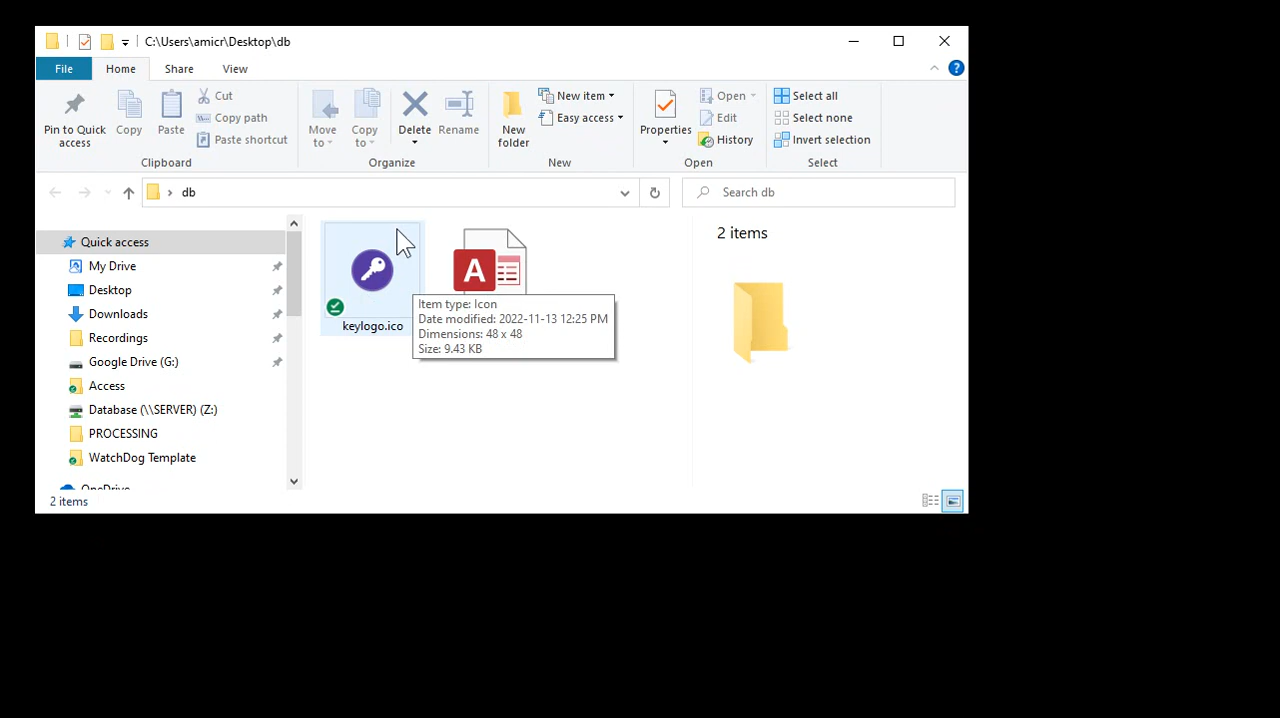 C:\Users\amicr\Desktop\db
File Home Share View
Pin to Quick access
Copy
Paste
Cut
Copy path
Paste shortcut
Clipboard
Move to
Copy to
Delete
Rename
Organize
New folder
New item
Easy access
New
Properties
Open
Edit
History
Open
Select all
Select none
Invert selection
Select
db
Search db
Quick access
My Drive
Desktop
Downloads
Recordings
Google Drive (G:)
Access
Database (\\SERVER) (Z:)
PROCESSING
WatchDog Template
OneDrive
keylogo.ico
A
Item type: Icon
Date modified: 2022-11-13 12:25 PM
Dimensions: 48 x 48
Size: 9.43 KB
2 items
2 items